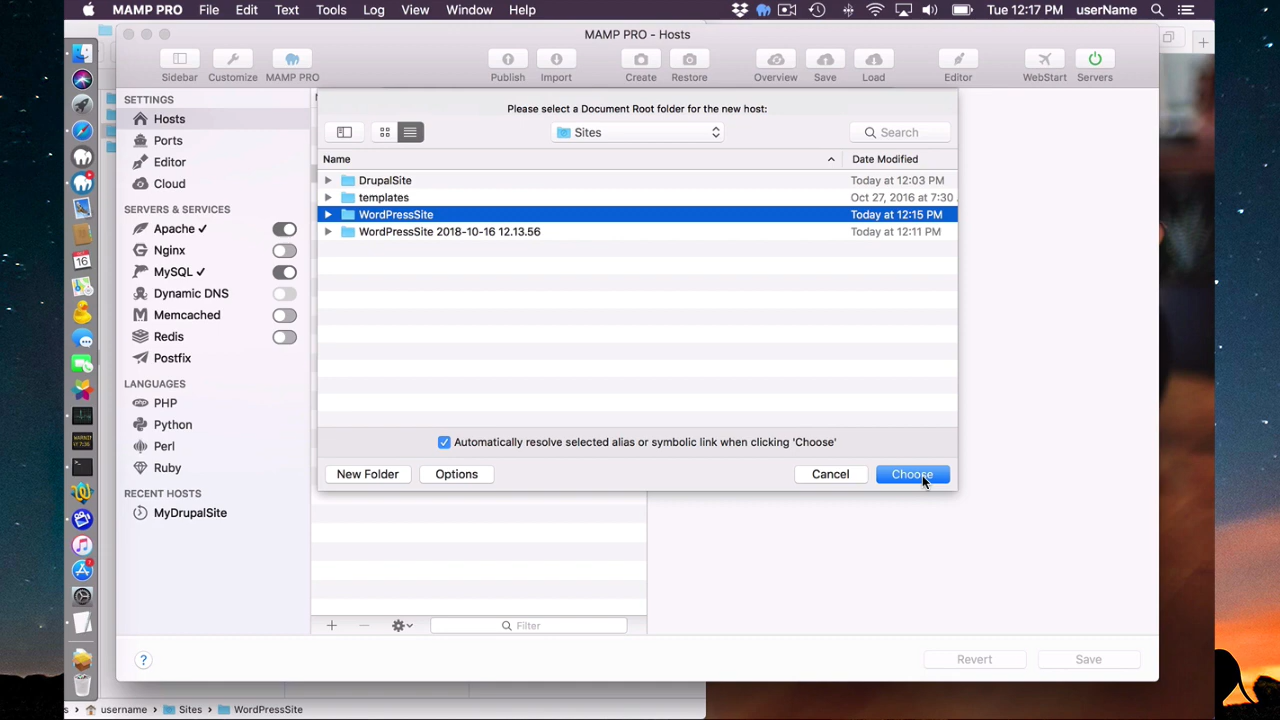 MAMP PRO File Edit Text Tools Log View Window Help Tue 12:17 PM userName
MAMP PRO - Hosts
Sidebar Customize MAMP PRO Publish Import Create Restore Overview Save Load Editor WebStart Servers
SETTINGS
Hosts
Ports
Editor
Cloud
SERVERS & SERVICES
Apache ✓
Nginx
MySQL ✓
Dynamic DNS
Memcached
Redis
Postfix
LANGUAGES
PHP
Python
Perl
Ruby
RECENT HOSTS
MyDrupalSite
Please select a Document Root folder for the new host:
Sites Search
Name Date Modified
DrupalSite Today at 12:03 PM
templates Oct 27, 2016 at 7:30
WordPressSite Today at 12:15 PM
WordPressSite 2018-10-16 12.13.56 Today at 12:11 PM
Automatically resolve selected alias or symbolic link when clicking 'Choose'
New Folder Options Cancel Choose
Filter
? Revert Save
username > Sites > WordPressSite